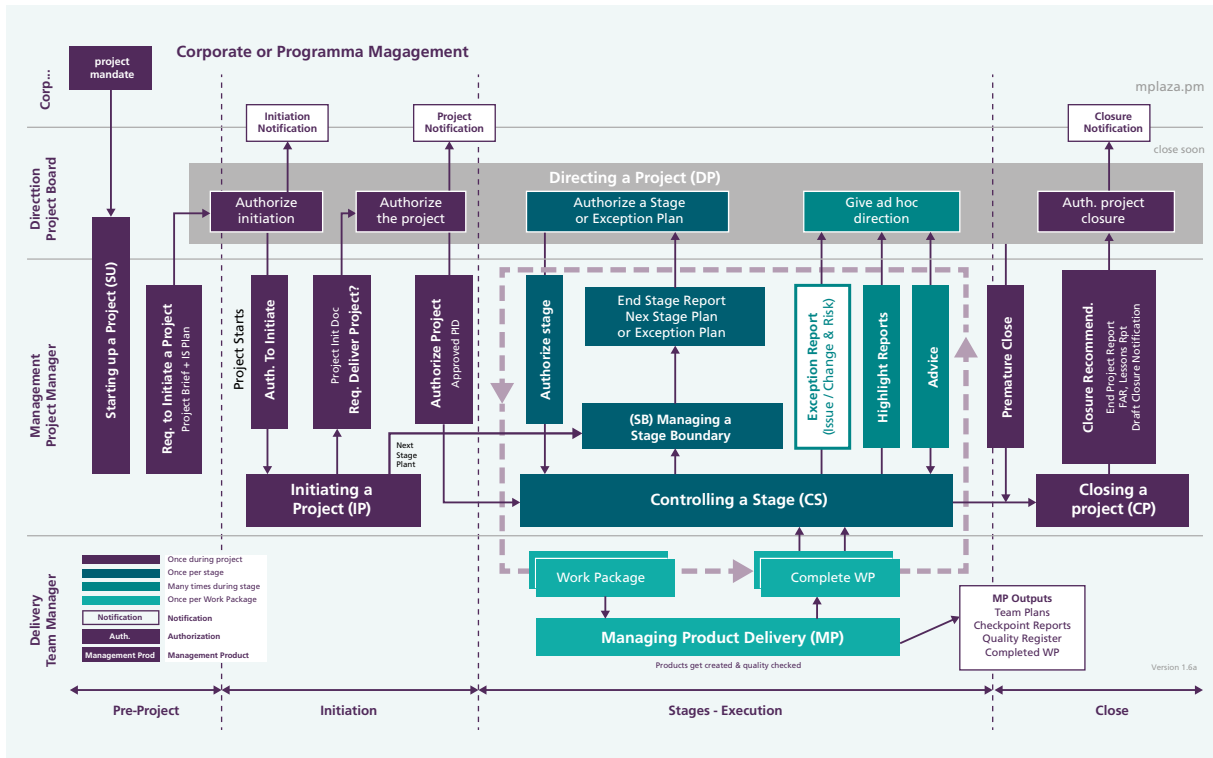 Corporate or Programma Magagement
project
mandate
Corp...
mplaza.pm
Initiation
Notification
Project
Notification
Closure
Notification
close soon
Direction
Project Board
Directing a Project (DP)
Authorize
initiation
Authorize
the project
Authorize a Stage
or Exception Plan
Give ad hoc
direction
Auth. project
closure
Management
Project Manager
Starting up a Project (SU)
Req. to Initiate a Project
Project Brief + IS Plan
Project Starts
Auth. To Initiate
Project Init Doc
Req. Deliver Project?
Authorize Project
Approved PID
Authorize stage
End Stage Report
Nex Stage Plan
or Exception Plan
Exception Report
(Issue / Change & Risk)
Highlight Reports
Advice
Premature Close
Closure Recommend.
End Project Report
FAR, Lessons Rpt
Draft Closure Notification
(SB) Managing a
Stage Boundary
Next
Stage
Plant
Initiating a
Project (IP)
Controlling a Stage (CS)
Closing a
project (CP)
Delivery
Team Manager
Once during project
Once per stage
Many times during stage
Once per Work Package
Notification
Notification
Auth.
Authorization
Management Prod
Management Product
Work Package
Complete WP
Managing Product Delivery (MP)
Products get created & quality checked
MP Outputs
Team Plans
Checkpoint Reports
Quality Register
Completed WP
Version 1.6a
Pre-Project
Initiation
Stages - Execution
Close